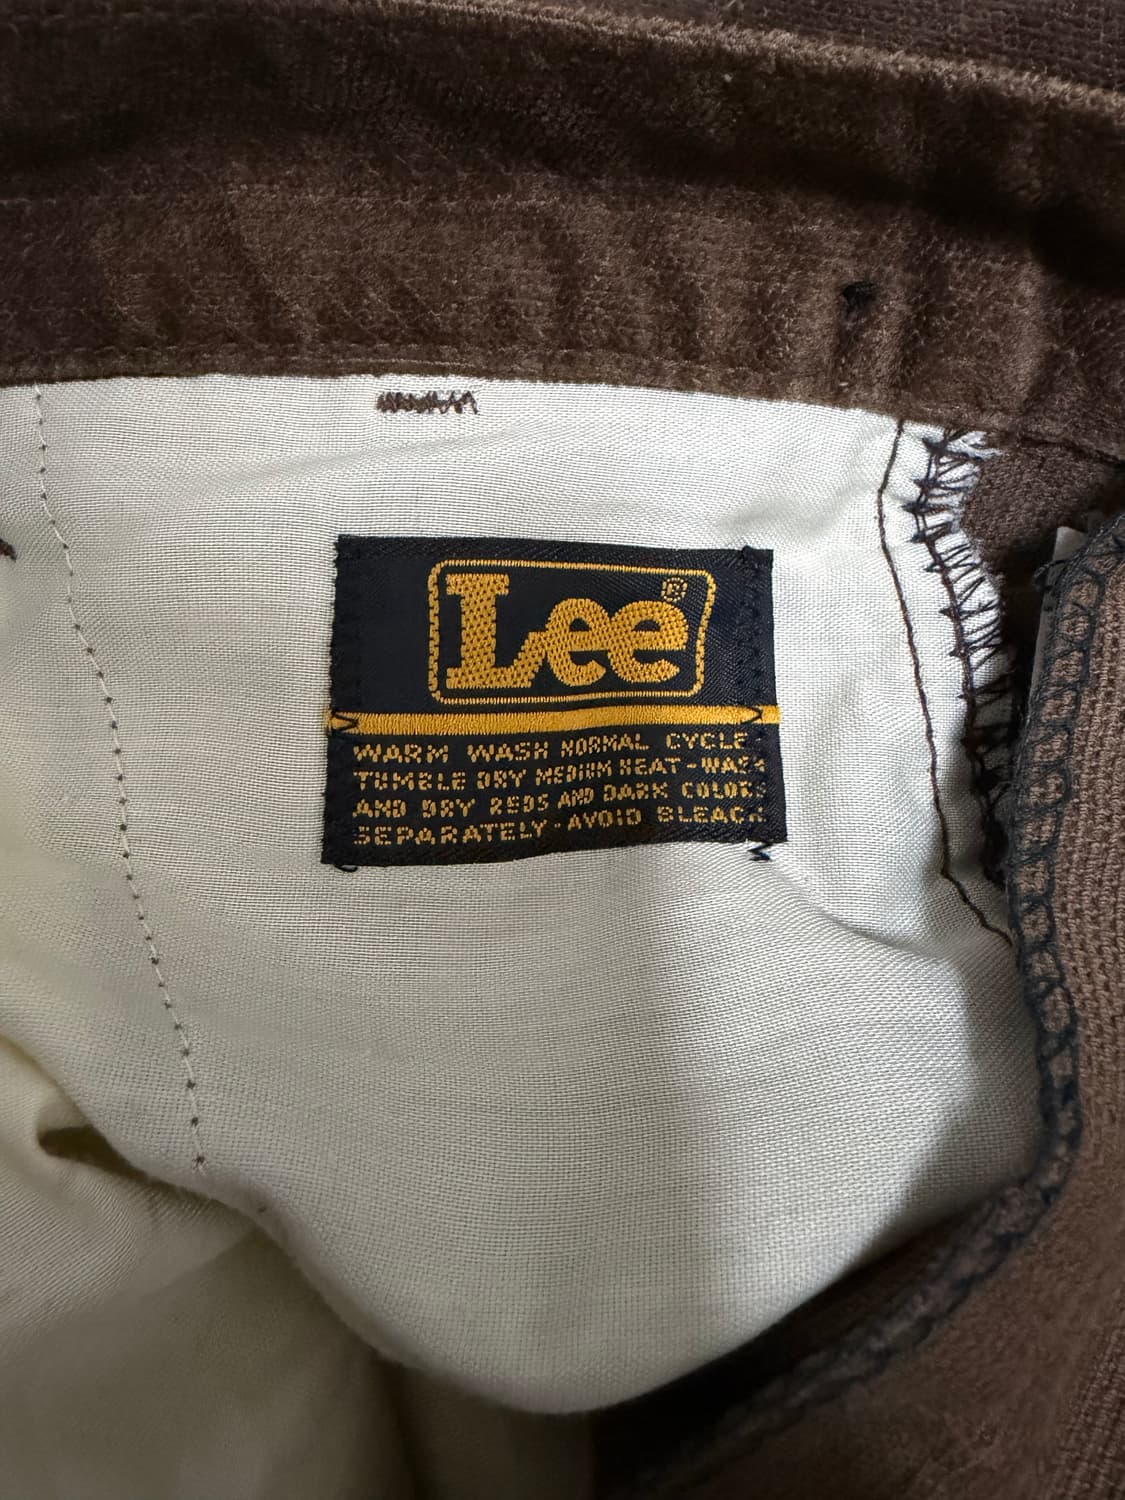 Lee ®
WARM WASH NORMAL CYCLE
TUMBLE DRY MEDIUM HEAT-WASH
AND DRY REDS AND DARK COLORS
SEPARATELY-AVOID BLEACH